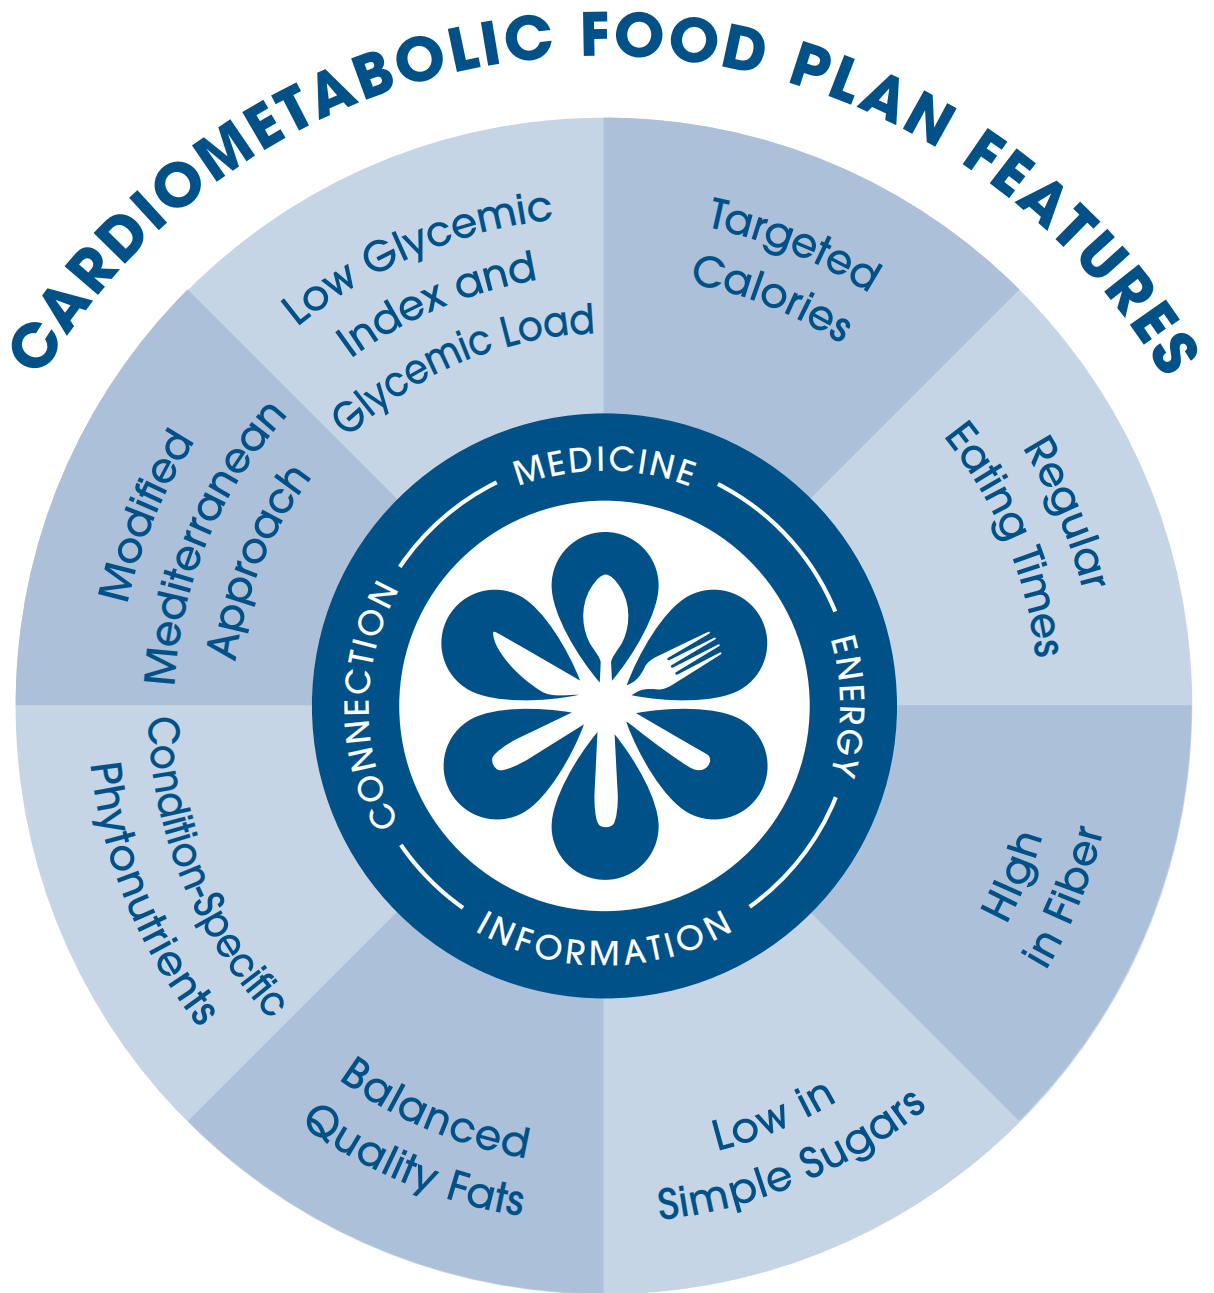 CARDIOMETABOLIC FOOD PLAN FEATURES
Targeted
Calories
Regular
Eating Times
HIgh
in Fiber
Low in
Simple Sugars
Balanced
Quality Fats
Condition-Specific
Phytonutrients
Modified
Mediterranean
Approach
Low Glycemic
Index and
Glycemic Load
MEDICINE
ENERGY
INFORMATION
CONNECTION